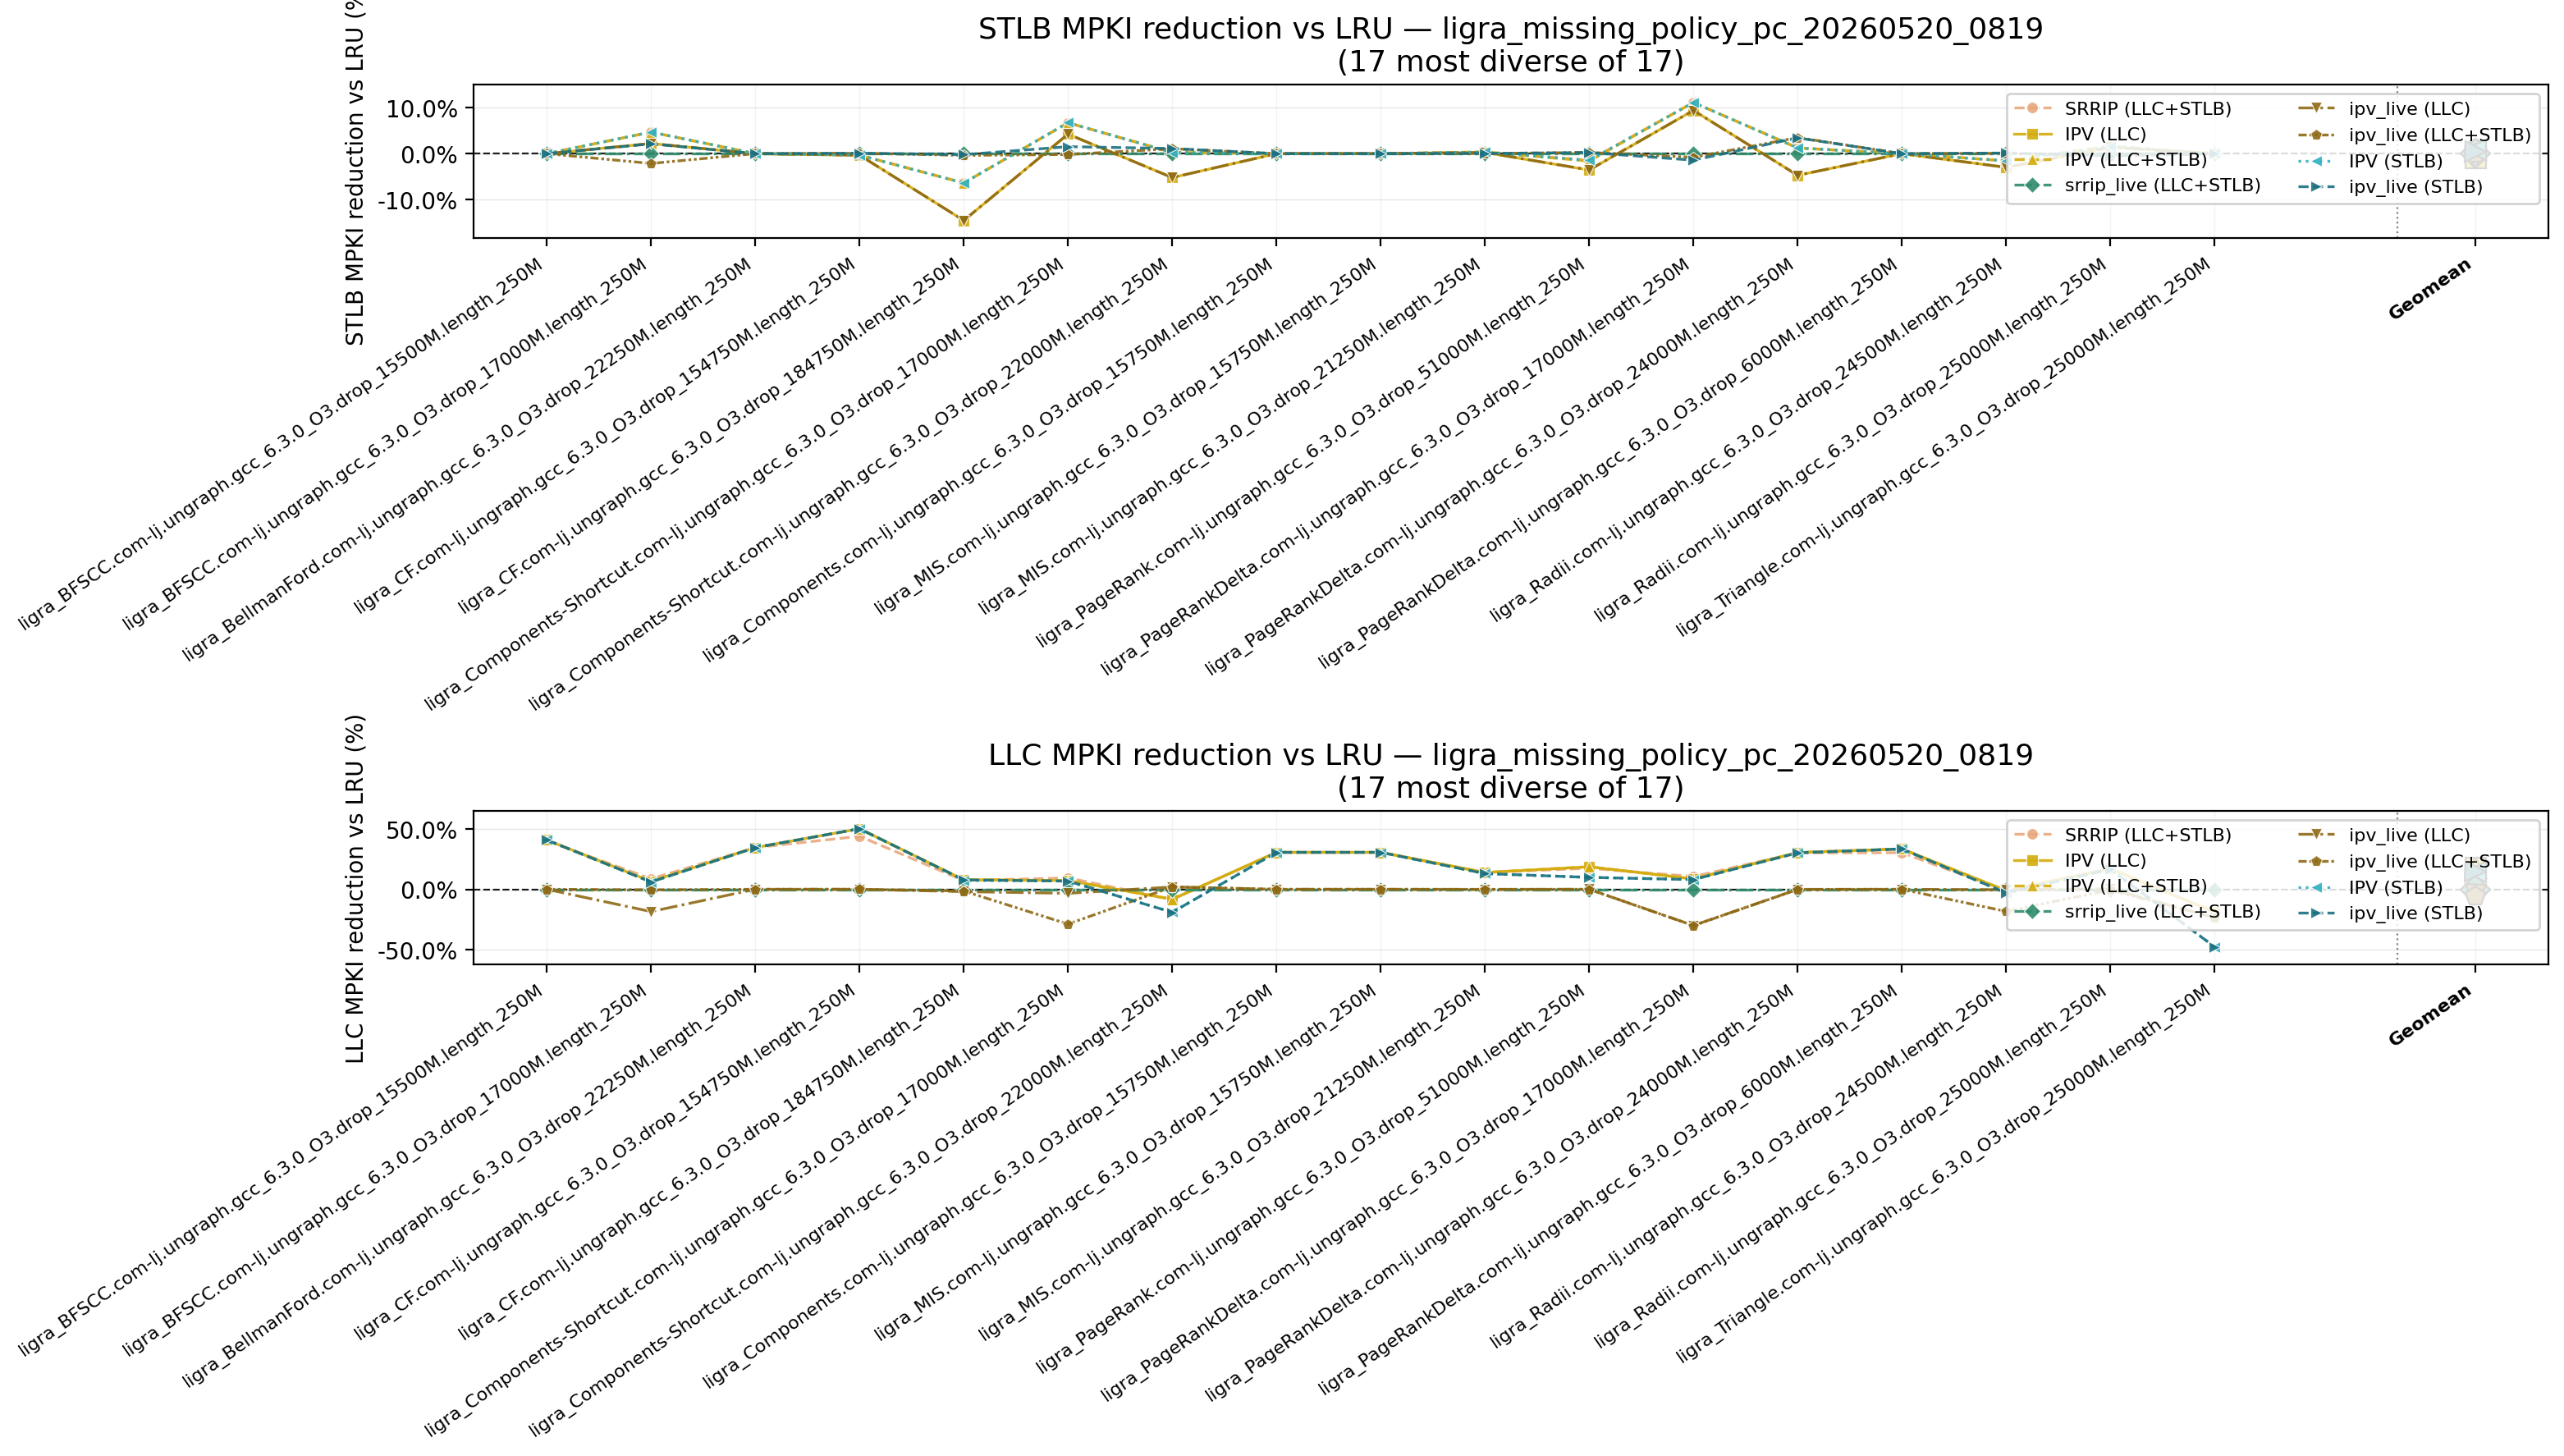 STLB MPKI reduction vs LRU — ligra_missing_policy_pc_20260520_0819
(17 most diverse of 17)
STLB MPKI reduction vs LRU (%
10.0%
0.0%
-10.0%
SRRIP (LLC+STLB)
IPV (LLC)
IPV (LLC+STLB)
srrip_live (LLC+STLB)
ipv_live (LLC)
ipv_live (LLC+STLB)
IPV (STLB)
ipv_live (STLB)
ligra_BFSCC.com-lj.ungraph.gcc_6.3.0_O3.drop_15500M.length_250M
ligra_BFSCC.com-lj.ungraph.gcc_6.3.0_O3.drop_17000M.length_250M
ligra_BellmanFord.com-lj.ungraph.gcc_6.3.0_O3.drop_22250M.length_250M
ligra_CF.com-lj.ungraph.gcc_6.3.0_O3.drop_154750M.length_250M
ligra_CF.com-lj.ungraph.gcc_6.3.0_O3.drop_184750M.length_250M
ligra_Components-Shortcut.com-lj.ungraph.gcc_6.3.0_O3.drop_17000M.length_250M
ligra_Components-Shortcut.com-lj.ungraph.gcc_6.3.0_O3.drop_22000M.length_250M
ligra_Components.com-lj.ungraph.gcc_6.3.0_O3.drop_15750M.length_250M
ligra_MIS.com-lj.ungraph.gcc_6.3.0_O3.drop_15750M.length_250M
ligra_MIS.com-lj.ungraph.gcc_6.3.0_O3.drop_21250M.length_250M
ligra_PageRank.com-lj.ungraph.gcc_6.3.0_O3.drop_51000M.length_250M
ligra_PageRankDelta.com-lj.ungraph.gcc_6.3.0_O3.drop_17000M.length_250M
ligra_PageRankDelta.com-lj.ungraph.gcc_6.3.0_O3.drop_24000M.length_250M
ligra_PageRankDelta.com-lj.ungraph.gcc_6.3.0_O3.drop_6000M.length_250M
ligra_Radii.com-lj.ungraph.gcc_6.3.0_O3.drop_24500M.length_250M
ligra_Radii.com-lj.ungraph.gcc_6.3.0_O3.drop_25000M.length_250M
ligra_Triangle.com-lj.ungraph.gcc_6.3.0_O3.drop_25000M.length_250M
Geomean
LLC MPKI reduction vs LRU — ligra_missing_policy_pc_20260520_0819
(17 most diverse of 17)
LLC MPKI reduction vs LRU (%)
50.0%
0.0%
-50.0%
SRRIP (LLC+STLB)
IPV (LLC)
IPV (LLC+STLB)
srrip_live (LLC+STLB)
ipv_live (LLC)
ipv_live (LLC+STLB)
IPV (STLB)
ipv_live (STLB)
ligra_BFSCC.com-lj.ungraph.gcc_6.3.0_O3.drop_15500M.length_250M
ligra_BFSCC.com-lj.ungraph.gcc_6.3.0_O3.drop_17000M.length_250M
ligra_BellmanFord.com-lj.ungraph.gcc_6.3.0_O3.drop_22250M.length_250M
ligra_CF.com-lj.ungraph.gcc_6.3.0_O3.drop_154750M.length_250M
ligra_CF.com-lj.ungraph.gcc_6.3.0_O3.drop_184750M.length_250M
ligra_Components-Shortcut.com-lj.ungraph.gcc_6.3.0_O3.drop_17000M.length_250M
ligra_Components-Shortcut.com-lj.ungraph.gcc_6.3.0_O3.drop_22000M.length_250M
ligra_Components.com-lj.ungraph.gcc_6.3.0_O3.drop_15750M.length_250M
ligra_MIS.com-lj.ungraph.gcc_6.3.0_O3.drop_15750M.length_250M
ligra_MIS.com-lj.ungraph.gcc_6.3.0_O3.drop_21250M.length_250M
ligra_PageRank.com-lj.ungraph.gcc_6.3.0_O3.drop_51000M.length_250M
ligra_PageRankDelta.com-lj.ungraph.gcc_6.3.0_O3.drop_17000M.length_250M
ligra_PageRankDelta.com-lj.ungraph.gcc_6.3.0_O3.drop_24000M.length_250M
ligra_PageRankDelta.com-lj.ungraph.gcc_6.3.0_O3.drop_6000M.length_250M
ligra_Radii.com-lj.ungraph.gcc_6.3.0_O3.drop_24500M.length_250M
ligra_Radii.com-lj.ungraph.gcc_6.3.0_O3.drop_25000M.length_250M
ligra_Triangle.com-lj.ungraph.gcc_6.3.0_O3.drop_25000M.length_250M
Geomean